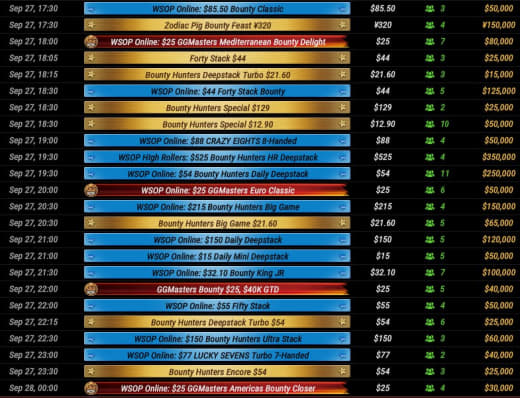 Sep 27, 17:30 WSOP Online: $85.50 Bounty Classic $85.50 3 $50,000
Sep 27, 17:30 Zodiac Pig Bounty Feast ¥320 ¥320 4 ¥150,000
Sep 27, 18:00 WSOP Online: $25 GGMasters Mediterranean Bounty Delight $25 7 $80,000
Sep 27, 18:05 Forty Stack $44 $44 3 $25,000
Sep 27, 18:15 Bounty Hunters Deepstack Turbo $21.60 $21.60 3 $15,000
Sep 27, 18:30 WSOP Online: $44 Forty Stack Bounty $44 5 $125,000
Sep 27, 18:30 Bounty Hunters Special $129 $129 2 $25,000
Sep 27, 18:30 Bounty Hunters Special $12.90 $12.90 10 $50,000
Sep 27, 19:00 WSOP Online: $88 CRAZY EIGHTS 8-Handed $88 4 $50,000
Sep 27, 19:30 WSOP High Rollers: $525 Bounty Hunters HR Deepstack $525 4 $350,000
Sep 27, 19:30 WSOP Online: $54 Bounty Hunters Daily Deepstack $54 11 $250,000
Sep 27, 20:00 WSOP Online: $25 GGMasters Euro Classic $25 6 $50,000
Sep 27, 20:30 WSOP Online: $215 Bounty Hunters Big Game $215 4 $150,000
Sep 27, 20:30 Bounty Hunters Big Game $21.60 $21.60 5 $65,000
Sep 27, 21:00 WSOP Online: $150 Daily Deepstack $150 5 $120,000
Sep 27, 21:00 WSOP Online: $15 Daily Mini Deepstack $15 5 $50,000
Sep 27, 21:30 WSOP Online: $32.10 Bounty King JR $32.10 7 $100,000
Sep 27, 22:00 GGMasters Bounty $25, $40K GTD $25 5 $40,000
Sep 27, 22:00 WSOP Online: $55 Fifty Stack $55 4 $50,000
Sep 27, 22:15 Bounty Hunters Deepstack Turbo $54 $54 6 $25,000
Sep 27, 22:30 WSOP Online: $150 Bounty Hunters Ultra Stack $150 3 $60,000
Sep 27, 23:00 WSOP Online: $77 LUCKY SEVENS Turbo 7-Handed $77 2 $40,000
Sep 27, 23:30 Bounty Hunters Encore $54 $54 3 $25,000
Sep 28, 00:00 WSOP Online: $25 GGMasters Americas Bounty Closer $25 4 $30,000